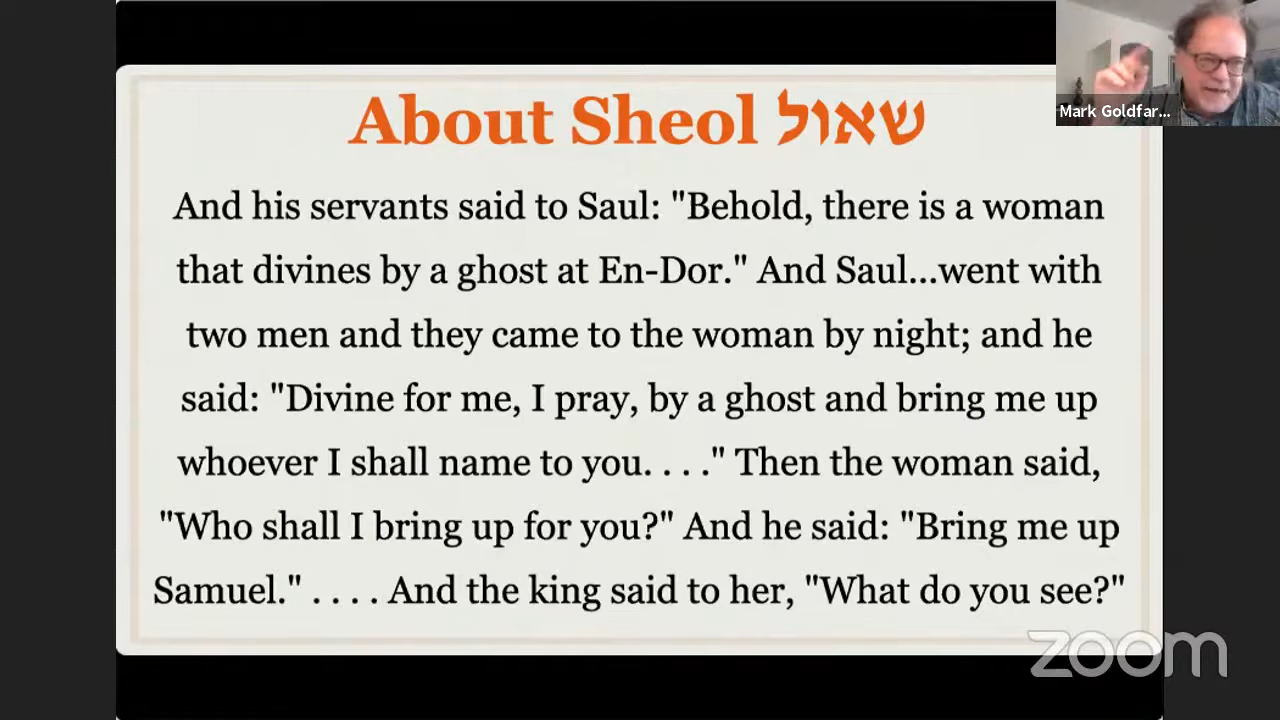 About Sheol שאול
And his servants said to Saul: "Behold, there is a woman
that divines by a ghost at En-Dor." And Saul...went with
two men and they came to the woman by night; and he
said: "Divine for me, I pray, by a ghost and bring me up
whoever I shall name to you. . . ." Then the woman said,
"Who shall I bring up for you?" And he said: "Bring me up
Samuel." . . . . And the king said to her, "What do you see?"
Mark Goldfar...
zoom